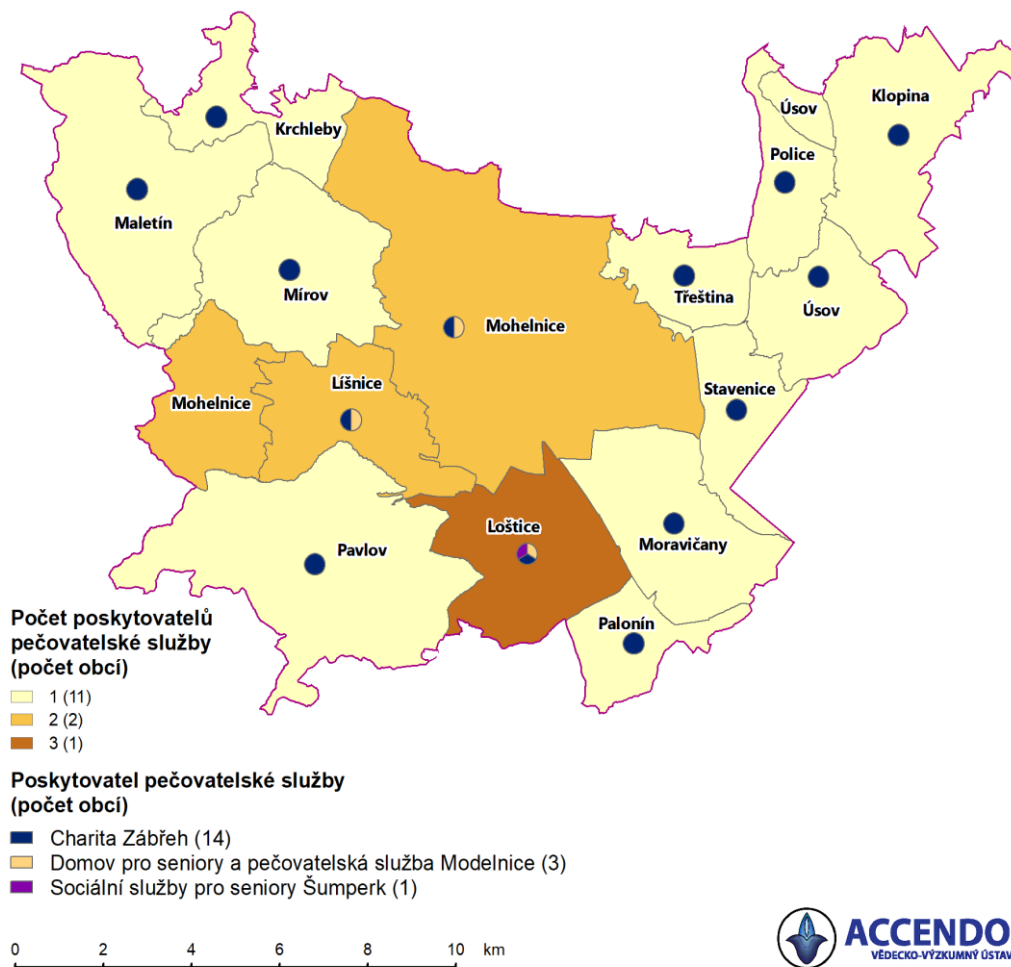 Klopina
Úsov
Krchleby
Police
Maletín
Mírov
Třeština
Úsov
Mohelnice
Líšnice
Stavenice
Mohelnice
Loštice
Moravičany
Pavlov
Palonín
Počet poskytovatelů
pečovatelské služby
(počet obcí)
1 (11)
2 (2)
3 (1)
Poskytovatel pečovatelské služby
(počet obcí)
Charita Zábřeh (14)
Domov pro seniory a pečovatelská služba Modelnice (3)
Sociální služby pro seniory Šumperk (1)
0 2 4 6 8 10 km
ACCENDO
VĚDECKO-VÝZKUMNÝ ÚSTAV